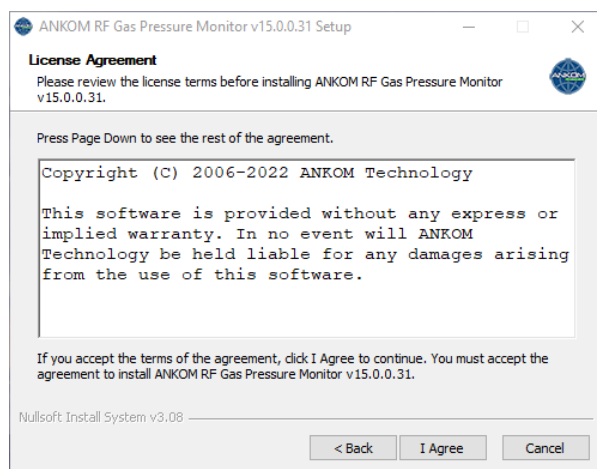 ANKOM RF Gas Pressure Monitor v15.0.0.31 Setup
License Agreement
Please review the license terms before installing ANKOM RF Gas Pressure Monitor
v15.0.0.31.
ANKOM
Press Page Down to see the rest of the agreement.
Copyright (C) 2006-2022 ANKOM Technology
This software is provided without any express or
implied warranty. In no event will ANKOM
Technology be held liable for any damages arising
from the use of this software.
If you accept the terms of the agreement, click I Agree to continue. You must accept the
agreement to install ANKOM RF Gas Pressure Monitor v15.0.0.31.
Nullsoft Install System v3.08
< Back I Agree Cancel